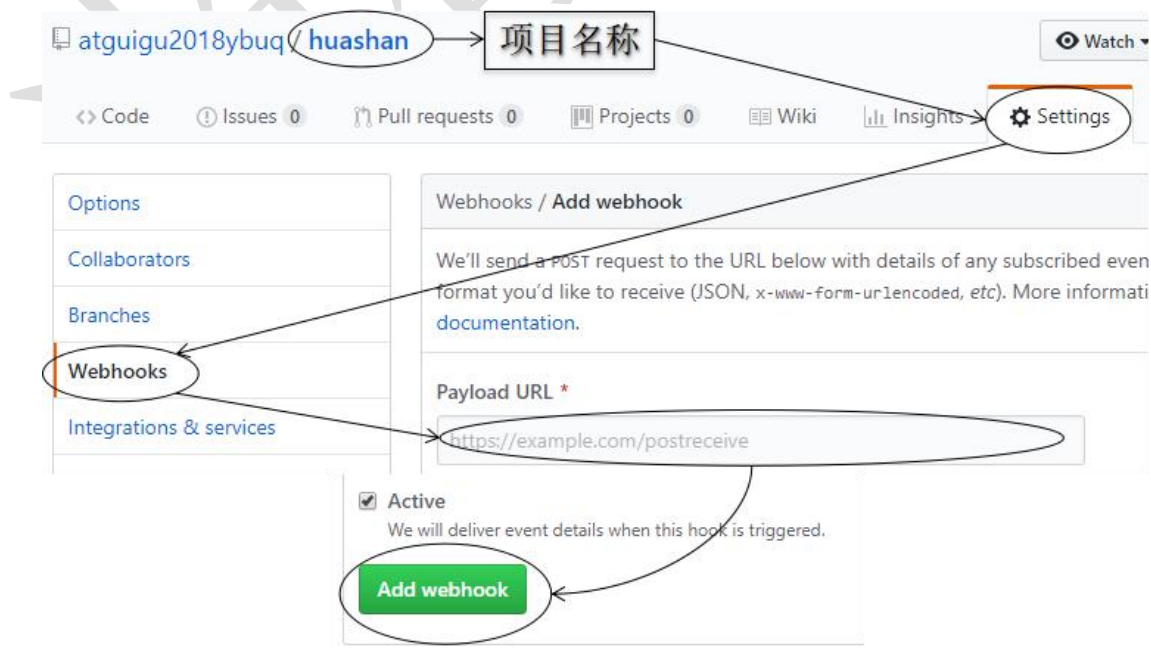 atguigu2018ybuq / huashan
项目名称
Watch
Code
Issues 0
Pull requests 0
Projects 0
Wiki
Insights
Settings
Options
Collaborators
Branches
Webhooks
Integrations & services
Webhooks / Add webhook
We'll send a POST request to the URL below with details of any subscribed even
format you'd like to receive (JSON, x-www-form-urlencoded, etc). More informati
documentation.
Payload URL *
https://example.com/postreceive
Active
We will deliver event details when this hook is triggered.
Add webhook